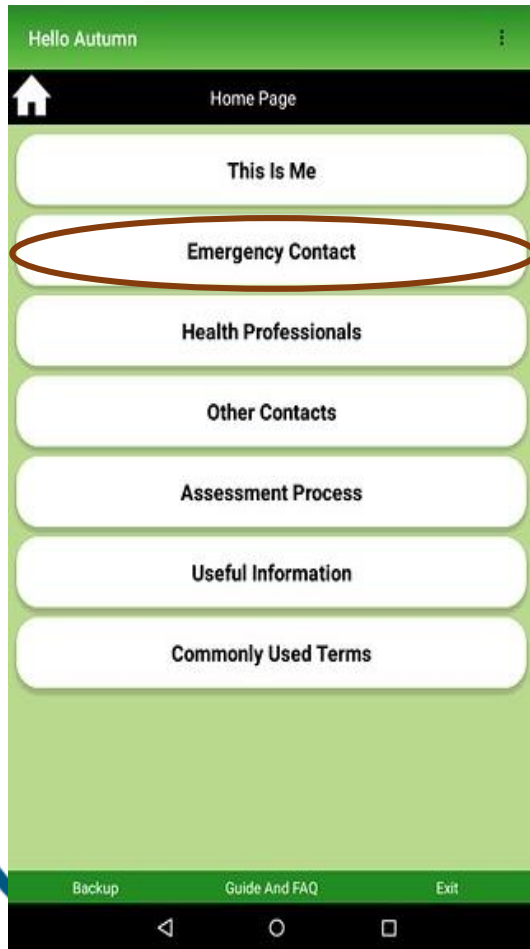 Hello Autumn
Home Page
This Is Me
Emergency Contact
Health Professionals
Other Contacts
Assessment Process
Useful Information
Commonly Used Terms
Backup Guide And FAQ Exit